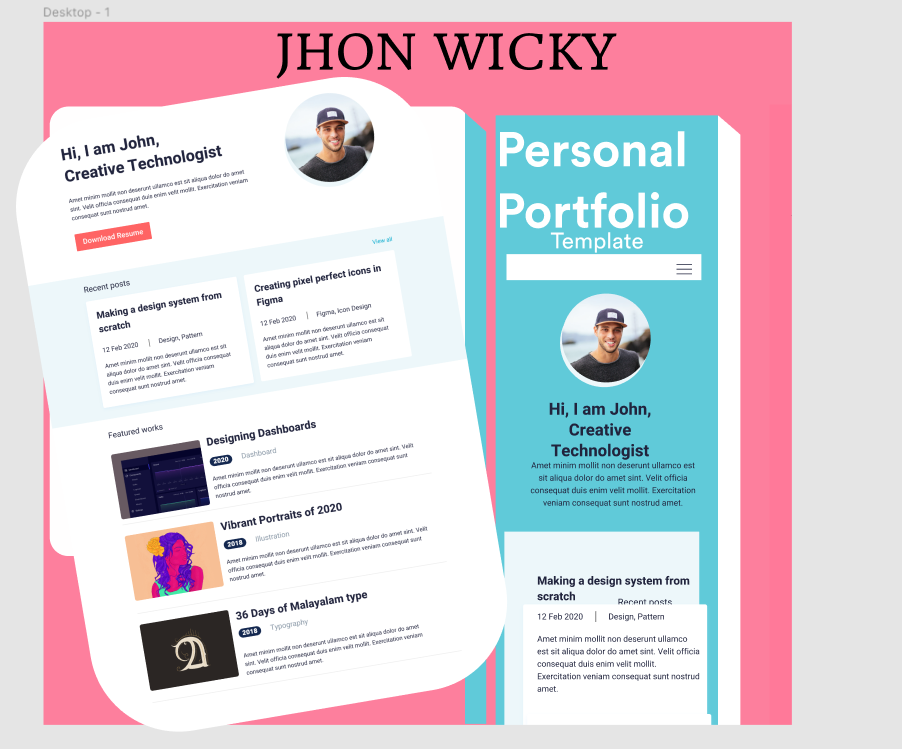 Desktop - 1
JHON WICKY
Hi, I am John,
Creative Technologist
Amet minim mollit non deserunt ullamco est sit aliqua dolor do amet
sint. Velit officia consequat duis enim velit mollit. Exercitation veniam
consequat sunt nostrud amet.
Download Resume
Recent posts
View all
Making a design system from
scratch
12 Feb 2020 | Design, Pattern
Amet minim mollit non deserunt ullamco est sit
aliqua dolor do amet sint. Velit officia consequat
duis enim velit mollit. Exercitation veniam
consequat sunt nostrud amet.
Creating pixel perfect icons in
Figma
12 Feb 2020 | Figma, Icon Design
Amet minim mollit non deserunt ullamco est sit
aliqua dolor do amet sint. Velit officia consequat
duis enim velit mollit. Exercitation veniam
consequat sunt nostrud amet.
Featured works
Designing Dashboards
2020 Dashboard
Amet minim mollit non deserunt ullamco est sit aliqua dolor do amet sint. Velit
officia consequat duis enim velit mollit. Exercitation veniam consequat sunt
nostrud amet.
Vibrant Portraits of 2020
2018 Illustration
Amet minim mollit non deserunt ullamco est sit aliqua dolor do amet sint. Velit
officia consequat duis enim velit mollit. Exercitation veniam consequat sunt
nostrud amet.
36 Days of Malayalam type
2018 Typography
Amet minim mollit non deserunt ullamco est sit aliqua dolor do amet
sint. Velit officia consequat duis enim velit mollit. Exercitation veniam
consequat sunt nostrud amet.
Personal
Portfolio
Template
Hi, I am John,
Creative
Technologist
Amet minim mollit non deserunt ullamco est
sit aliqua dolor do amet sint. Velit officia
consequat duis enim velit mollit. Exercitation
veniam consequat sunt nostrud amet.
Making a design system from
scratch
Recent posts
12 Feb 2020 | Design, Pattern
Amet minim mollit non deserunt ullamco
est sit aliqua dolor do amet sint. Velit officia
consequat duis enim velit mollit.
Exercitation veniam consequat sunt nostrud
amet.